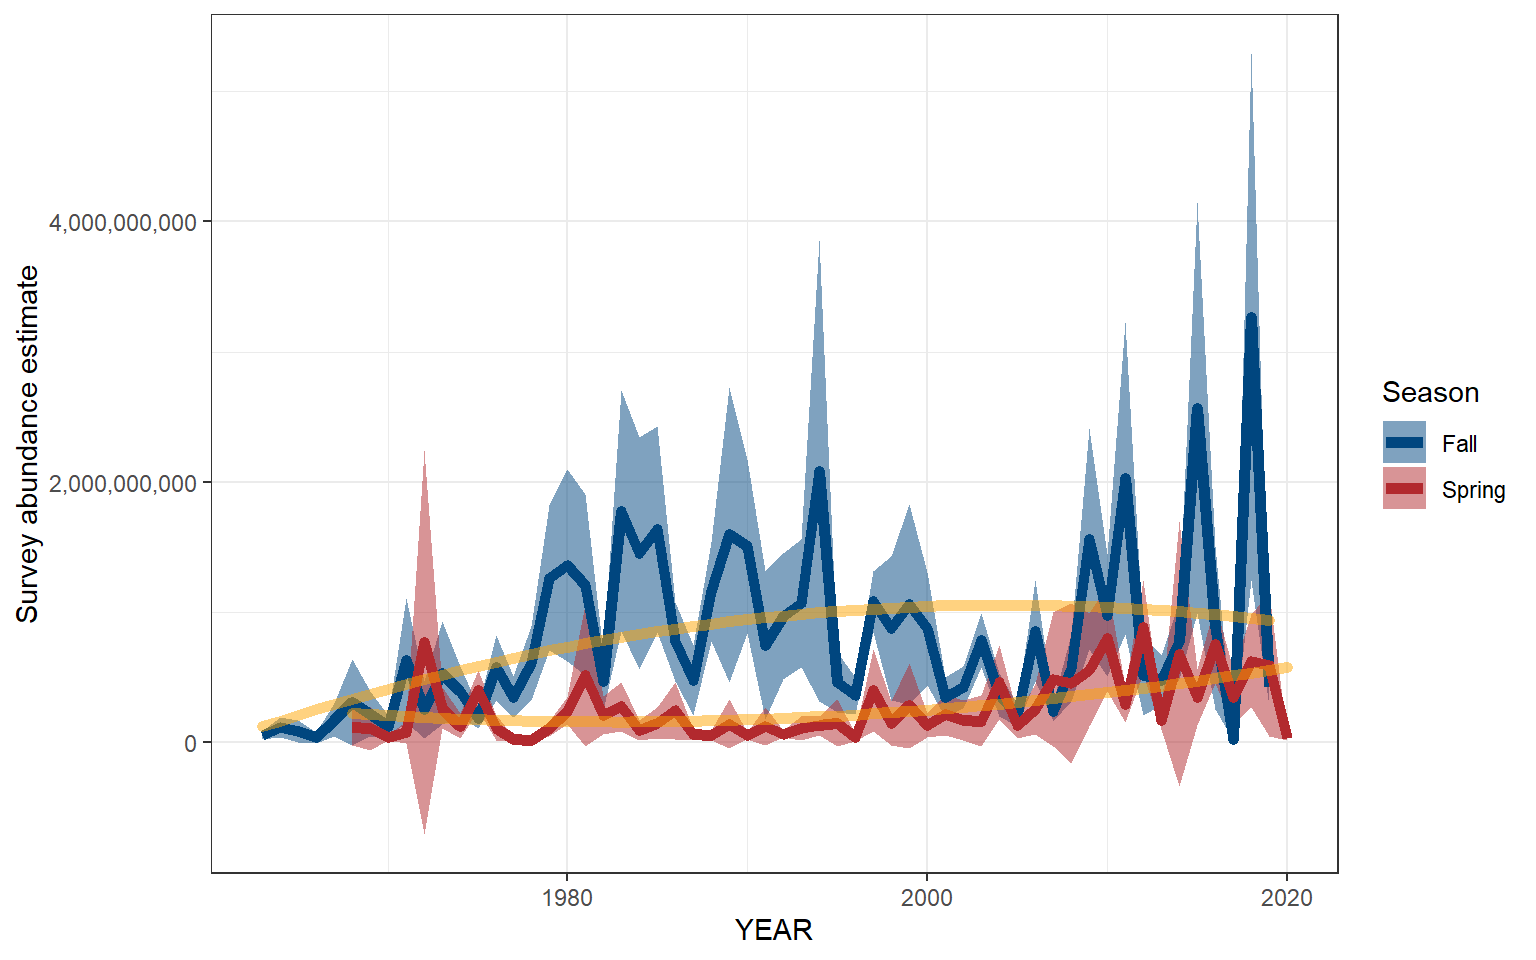 Survey abundance estimate
4,000,000,000
2,000,000,000
0
1980
2000
2020
YEAR
Season
Fall
Spring